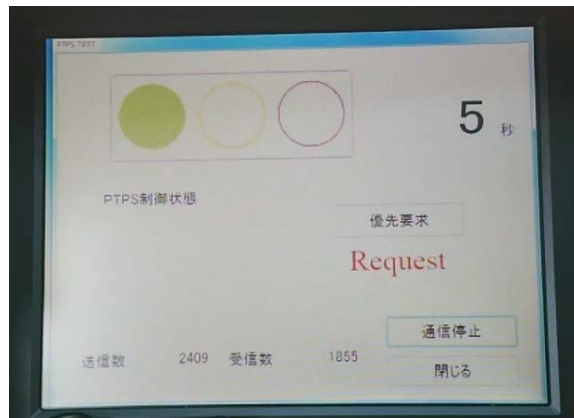 PTPS TEST
5 秒
PTPS制御状態
優先要求
Request
通信停止
送信数 2409 受信数 1855
閉じる